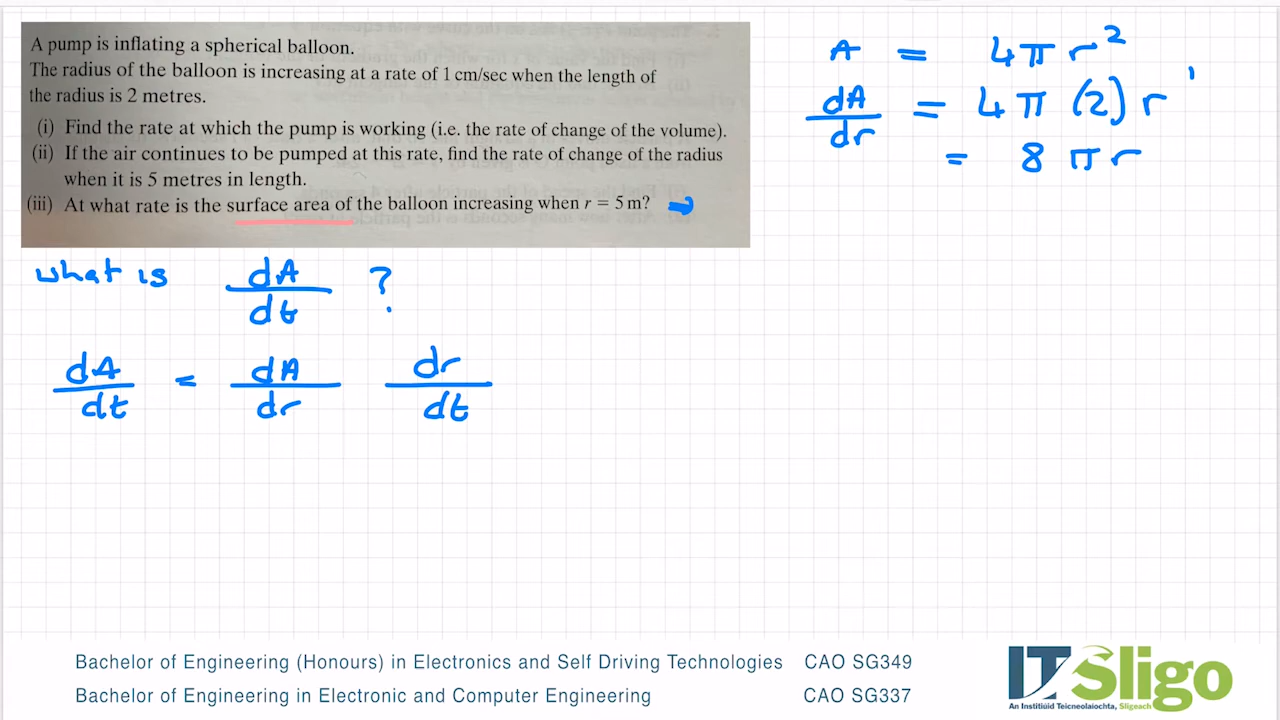 A pump is inflating a spherical balloon.
The radius of the balloon is increasing at a rate of 1 cm/sec when the length of
the radius is 2 metres.
(i) Find the rate at which the pump is working (i.e. the rate of change of the volume).
(ii) If the air continues to be pumped at this rate, find the rate of change of the radius
when it is 5 metres in length.
(iii) At what rate is the surface area of the balloon increasing when r = 5 m?
A = 4πr²
dA/dr = 4π(2)r¹
= 8πr
what is dA/dt ?
dA/dt = dA/dr dr/dt
Bachelor of Engineering (Honours) in Electronics and Self Driving Technologies CAO SG349
Bachelor of Engineering in Electronic and Computer Engineering CAO SG337
IT Sligo
An Institiúid Teicneolaíochta, Sligeach